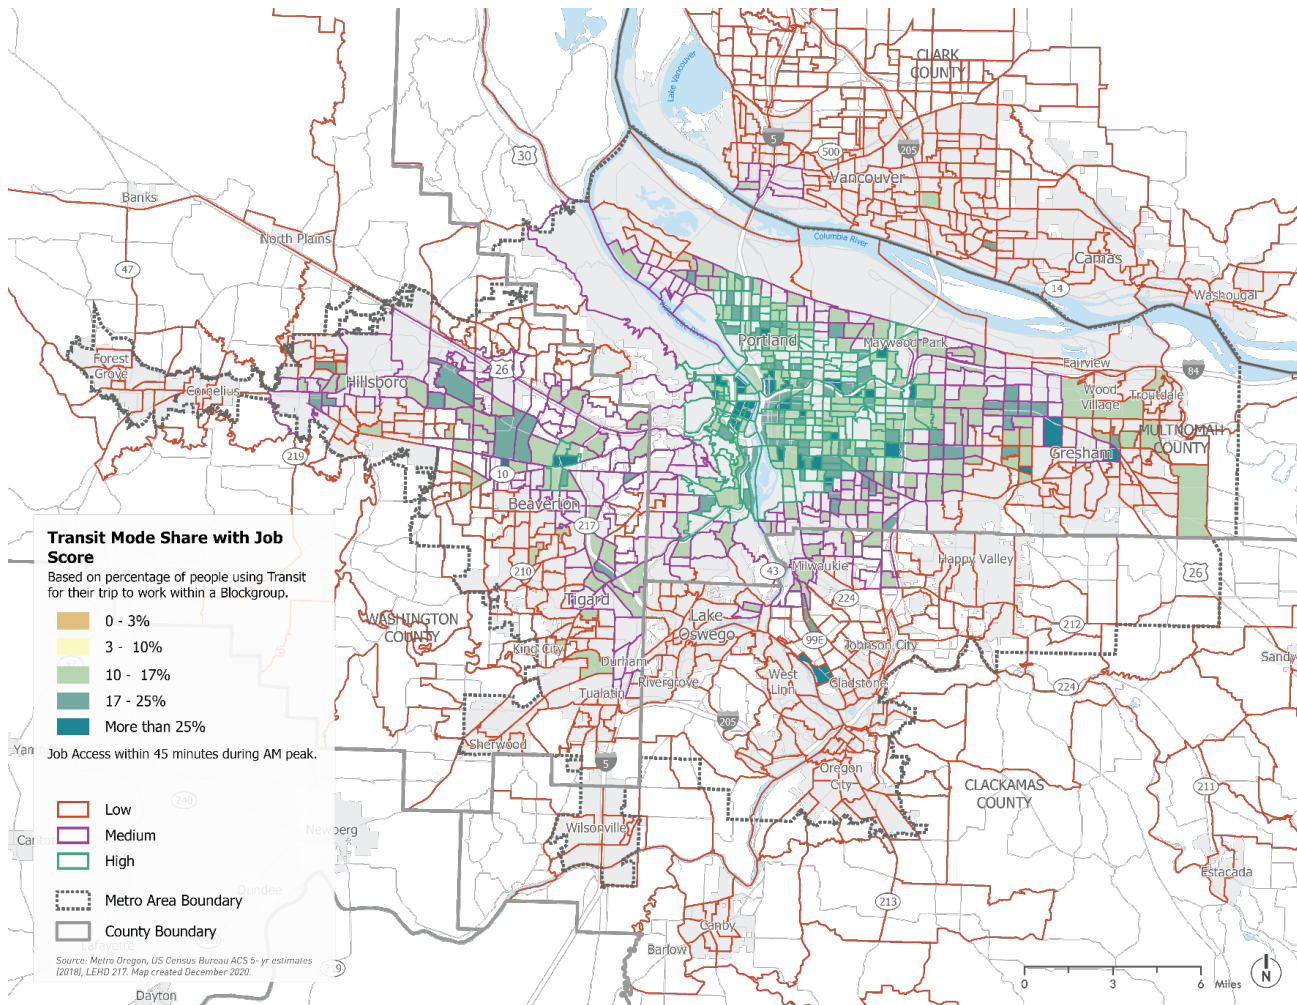 CLARK
COUNTY
Lake Vancouver
5
205
500
30
Vancouver
Banks
Columbia River
North Plains
Camas
47
14
Washougal
Portland
Maywood Park
Forest
Grove
Fairview
84
26
Hillsboro
Cornelius
Wood
Village
Troutdale
MULTNOMAH
COUNTY
Gresham
219
10
Beaverton
217
Transit Mode Share with Job
Score
Based on percentage of people using Transit
for their trip to work within a Blockgroup.
0 - 3%
3 - 10%
10 - 17%
17 - 25%
More than 25%
Job Access within 45 minutes during AM peak.
Low
Medium
High
Metro Area Boundary
County Boundary
Source: Metro Oregon, US Census Bureau ACS 5- yr estimates
(2018), LEHD 217. Map created December 2020.
43
Milwaukie
Happy Valley
26
210
Tigard
224
WASHINGTON
COUNTY
Lake
Oswego
212
99E
Johnson City
King City
Durham
Sandy
Rivergrove
West
Linn
Gladstone
224
Tualatin
205
Sherwood
5
Oregon
City
CLACKAMAS
COUNTY
211
240
Newberg
Wilsonville
Estacada
Dundee
213
Canby
Lafayette
Barlow
219
Dayton
0
3
6
Miles
N